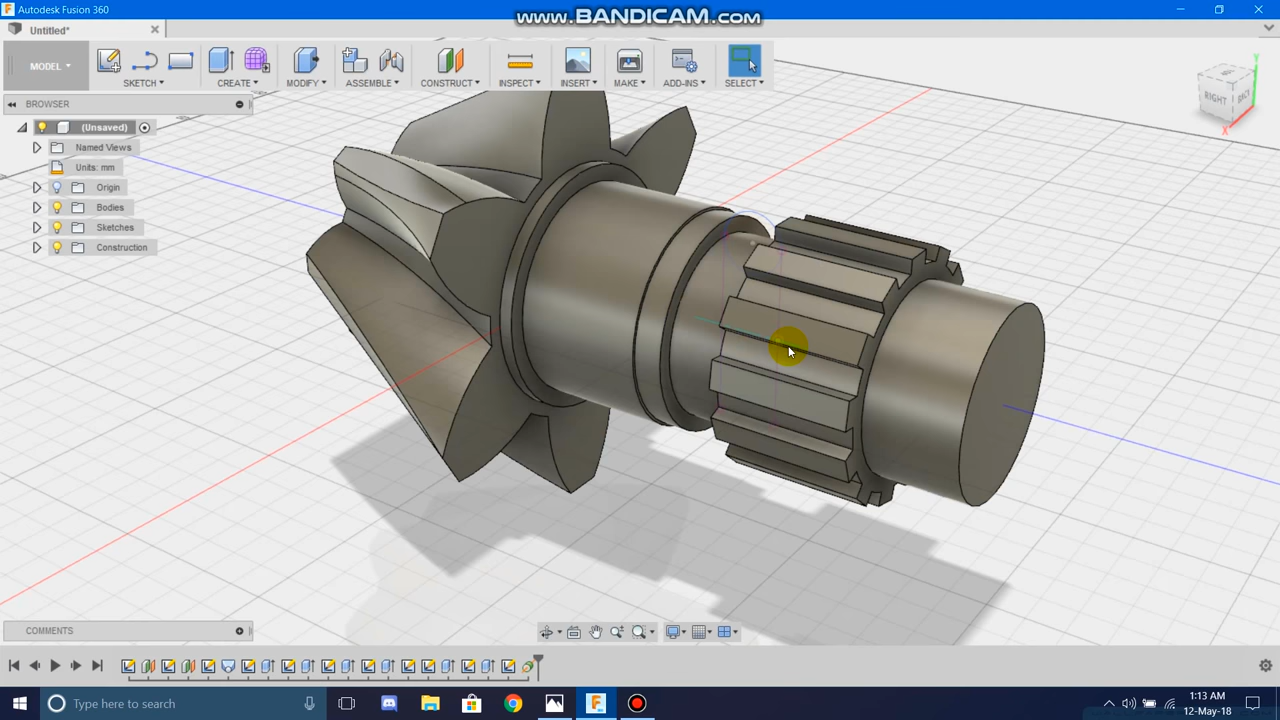 Autodesk Fusion 360
www.BANDICAM.com
Untitled*
MODEL
SKETCH
CREATE
MODIFY
ASSEMBLE
CONSTRUCT
INSPECT
INSERT
MAKE
ADD-INS
SELECT
BROWSER
(Unsaved)
Named Views
Units: mm
Origin
Bodies
Sketches
Construction
RIGHT
BACK
Y
X
COMMENTS
Type here to search
1:13 AM
12-May-18